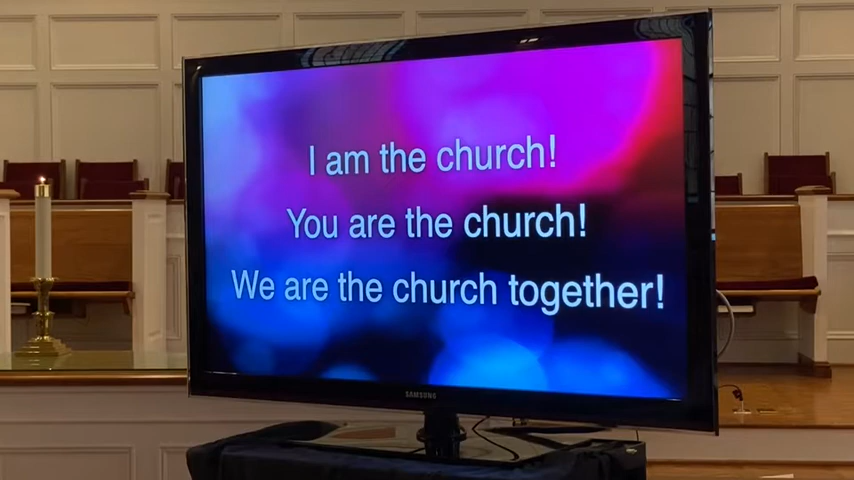 I am the church!
You are the church!
We are the church together!
SAMSUNG